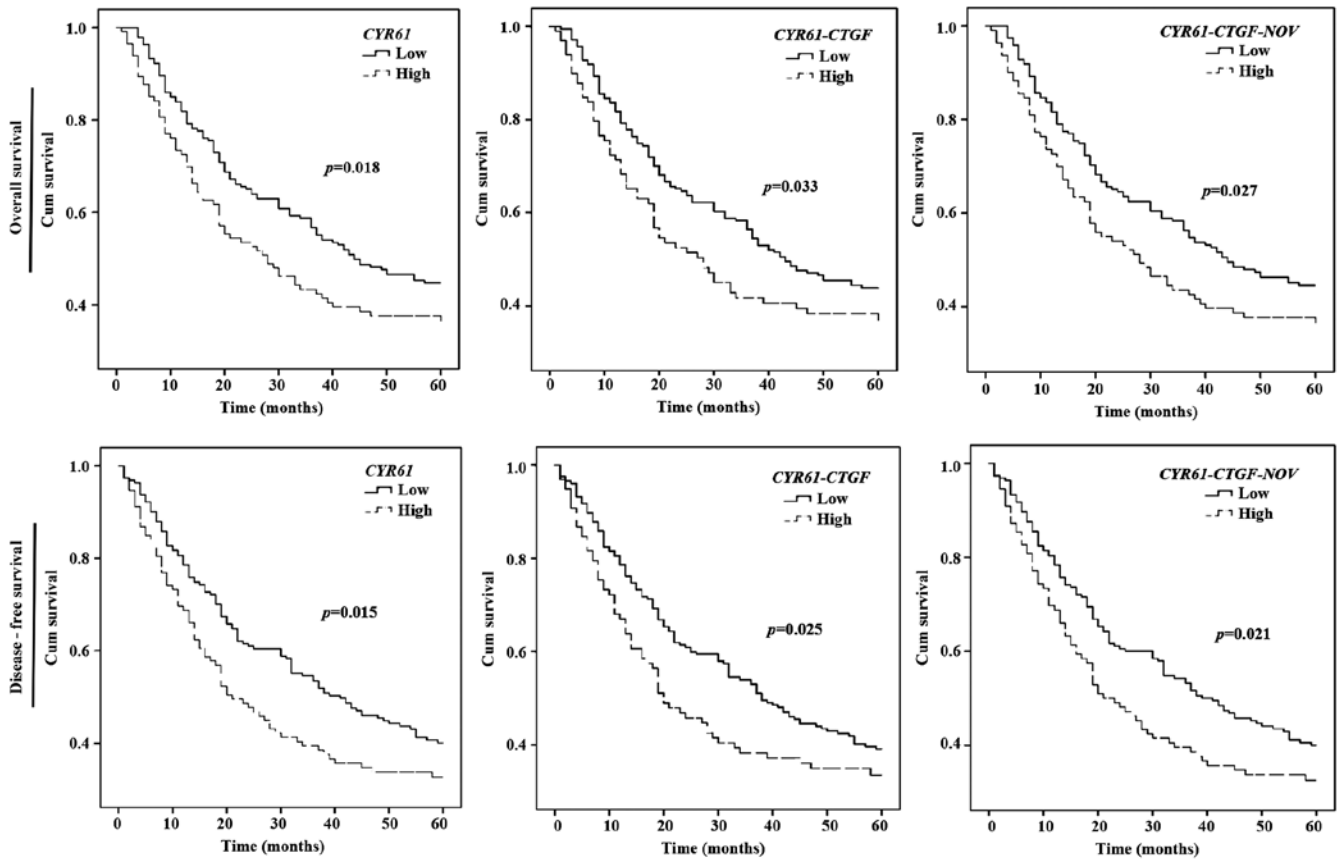 Overall survival
Cum survival
1.0
0.8
0.6
0.4
CYR61
Low
High
p=0.018
0 10 20 30 40 50 60
Time (months)
Cum survival
1.0
0.8
0.6
0.4
CYR61-CTGF
Low
High
p=0.033
0 10 20 30 40 50 60
Time (months)
Cum survival
1.0
0.8
0.6
0.4
CYR61-CTGF-NOV
Low
High
p=0.027
0 10 20 30 40 50 60
Time (months)
Disease - free survival
Cum survival
1.0
0.8
0.6
0.4
CYR61
Low
High
p=0.015
0 10 20 30 40 50 60
Time (months)
Cum survival
1.0
0.8
0.6
0.4
CYR61-CTGF
Low
High
p=0.025
0 10 20 30 40 50 60
Time (months)
Cum survival
1.0
0.8
0.6
0.4
CYR61-CTGF-NOV
Low
High
p=0.021
0 10 20 30 40 50 60
Time (months)